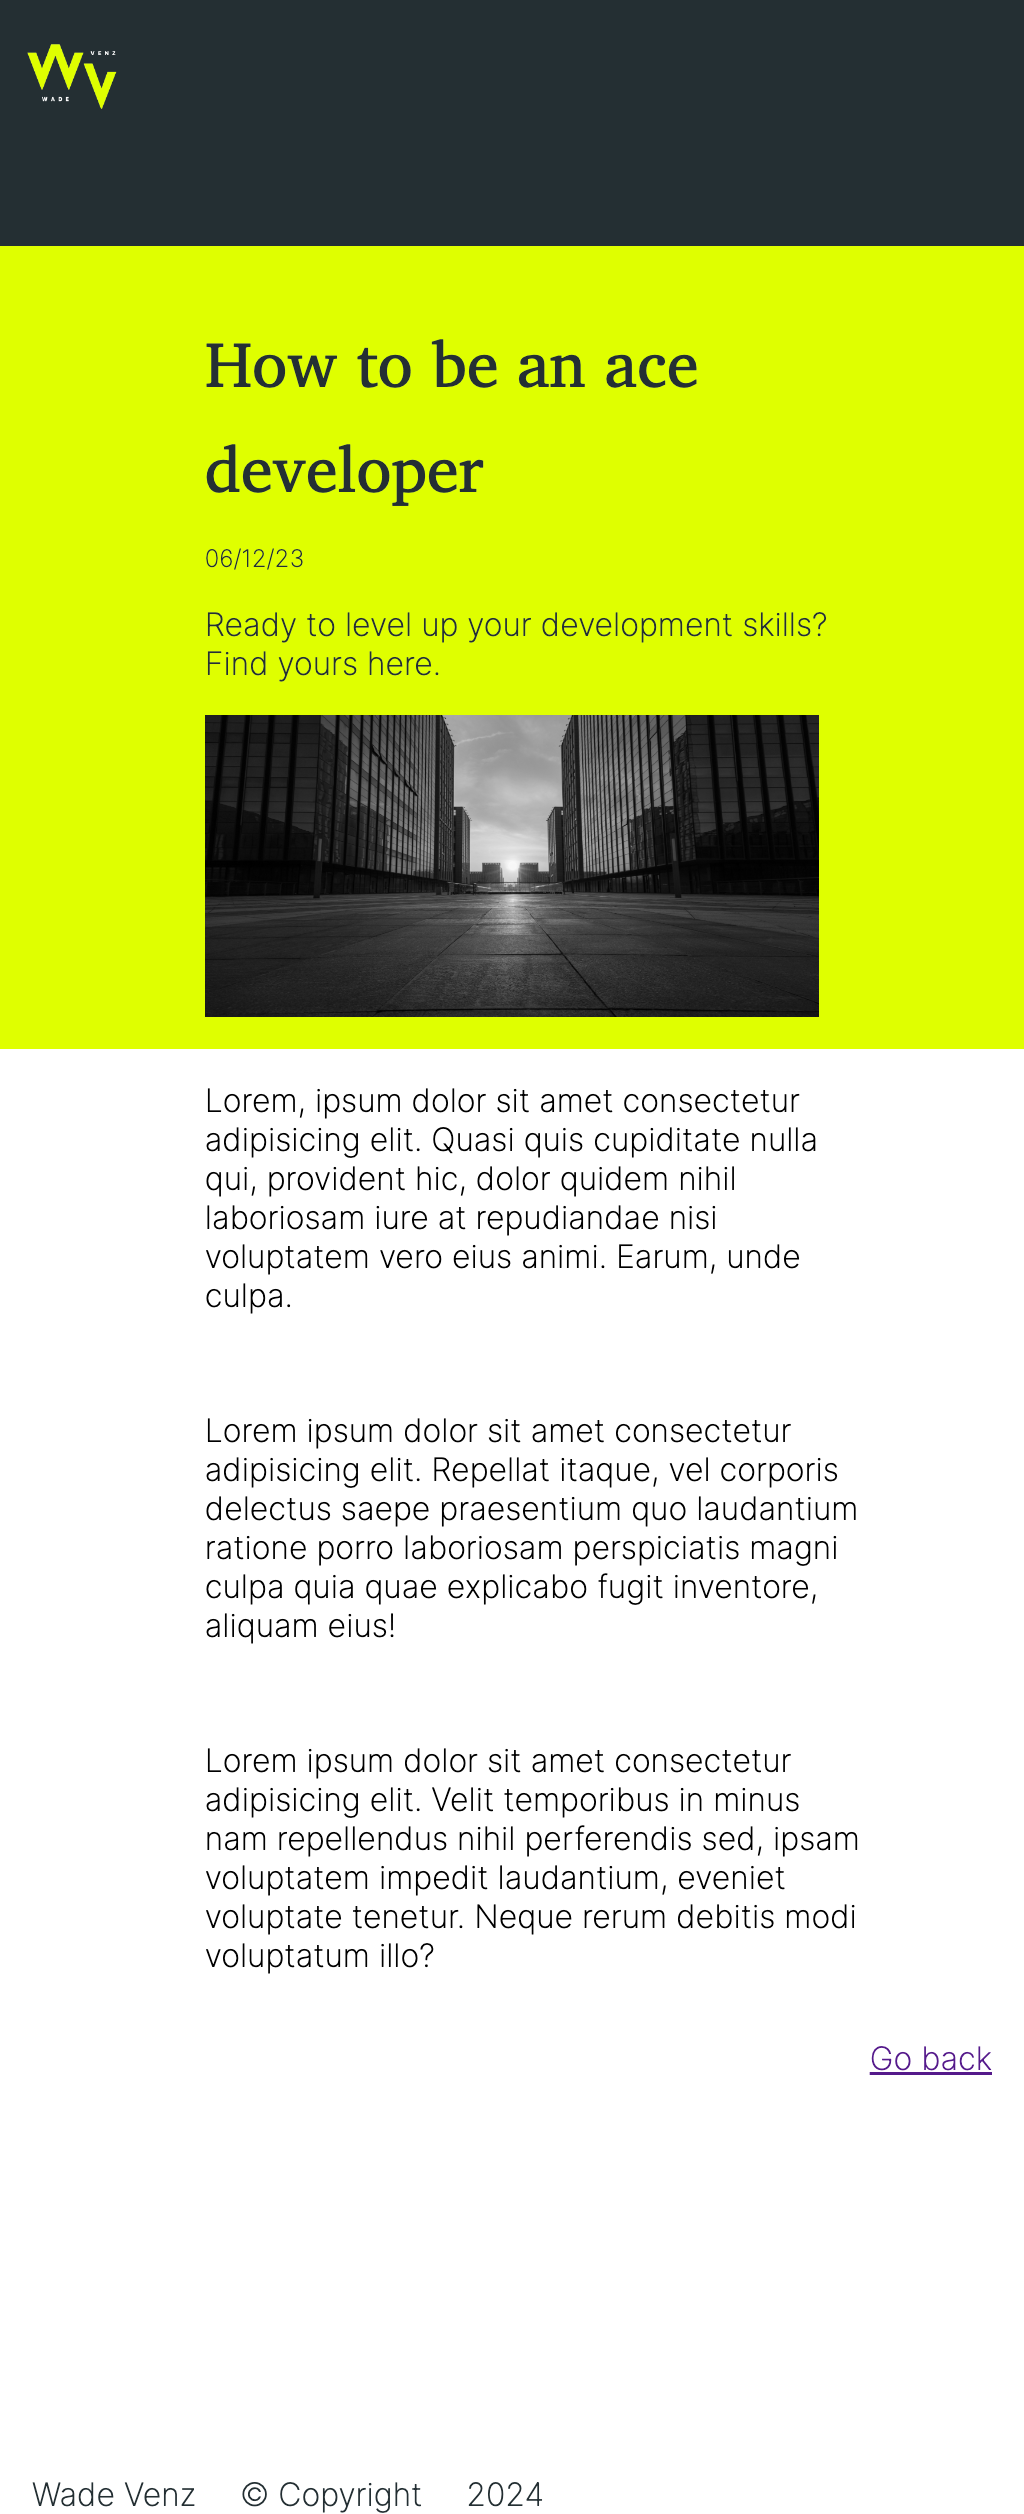 VENZ
WADE
How to be an ace
developer
06/12/23
Ready to level up your development skills?
Find yours here.
Lorem, ipsum dolor sit amet consectetur
adipisicing elit. Quasi quis cupiditate nulla
qui, provident hic, dolor quidem nihil
laboriosam iure at repudiandae nisi
voluptatem vero eius animi. Earum, unde
culpa.
Lorem ipsum dolor sit amet consectetur
adipisicing elit. Repellat itaque, vel corporis
delectus saepe praesentium quo laudantium
ratione porro laboriosam perspiciatis magni
culpa quia quae explicabo fugit inventore,
aliquam eius!
Lorem ipsum dolor sit amet consectetur
adipisicing elit. Velit temporibus in minus
nam repellendus nihil perferendis sed, ipsam
voluptatem impedit laudantium, eveniet
voluptate tenetur. Neque rerum debitis modi
voluptatum illo?
Go back
Wade Venz © Copyright 2024